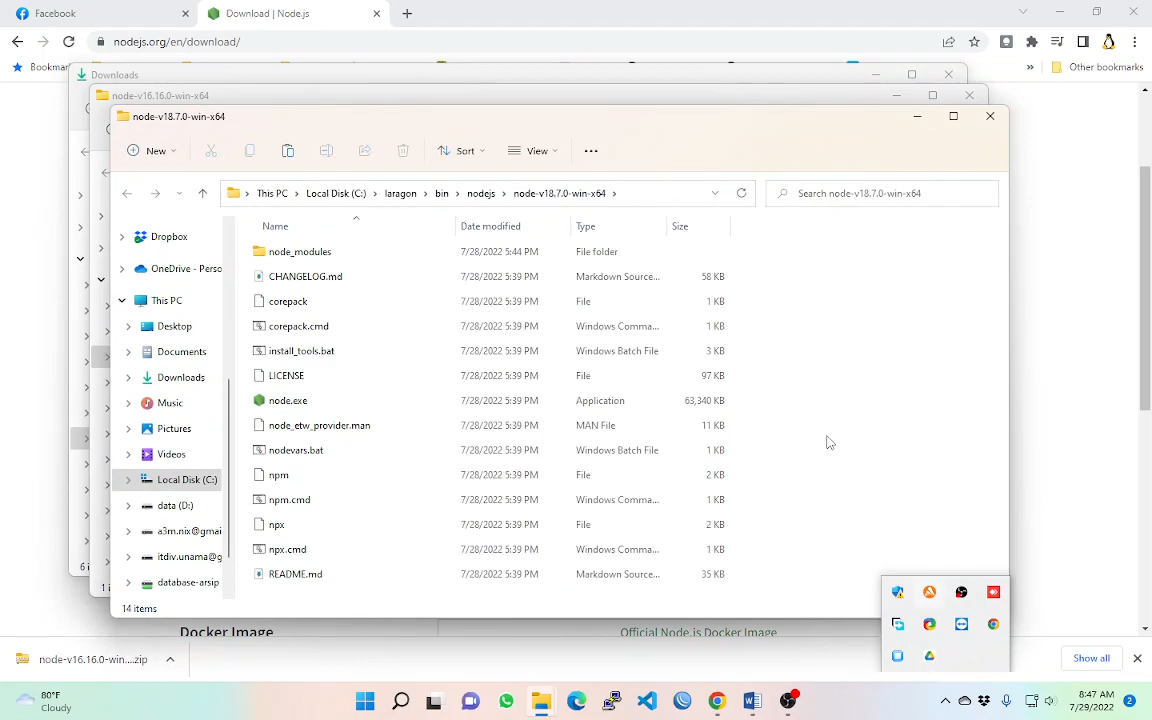 Facebook
Download | Node.js
nodejs.org/en/download/
Bookmar
Other bookmarks
Downloads
node-v16.16.0-win-x64
node-v18.7.0-win-x64
New
Sort
View
This PC > Local Disk (C:) > laragon > bin > nodejs > node-v18.7.0-win-x64 >
Search node-v18.7.0-win-x64
Name Date modified Type Size
Dropbox
OneDrive - Perso
This PC
Desktop
Documents
Downloads
Music
Pictures
Videos
Local Disk (C:)
data (D:)
a3m.nix@gmai
itdiv.unama@g
database-arsip
node_modules 7/28/2022 5:44 PM File folder
CHANGELOG.md 7/28/2022 5:39 PM Markdown Source... 58 KB
corepack 7/28/2022 5:39 PM File 1 KB
corepack.cmd 7/28/2022 5:39 PM Windows Comma... 1 KB
install_tools.bat 7/28/2022 5:39 PM Windows Batch File 3 KB
LICENSE 7/28/2022 5:39 PM File 97 KB
node.exe 7/28/2022 5:39 PM Application 63,340 KB
node_etw_provider.man 7/28/2022 5:39 PM MAN File 11 KB
nodevars.bat 7/28/2022 5:39 PM Windows Batch File 1 KB
npm 7/28/2022 5:39 PM File 2 KB
npm.cmd 7/28/2022 5:39 PM Windows Comma... 1 KB
npx 7/28/2022 5:39 PM File 2 KB
npx.cmd 7/28/2022 5:39 PM Windows Comma... 1 KB
README.md 7/28/2022 5:39 PM Markdown Source... 35 KB
6 i
1 i
14 items
Docker Image
Official Node.js Docker Image
node-v16.16.0-win....zip
Show all
80°F
Cloudy
8:47 AM
7/29/2022
2